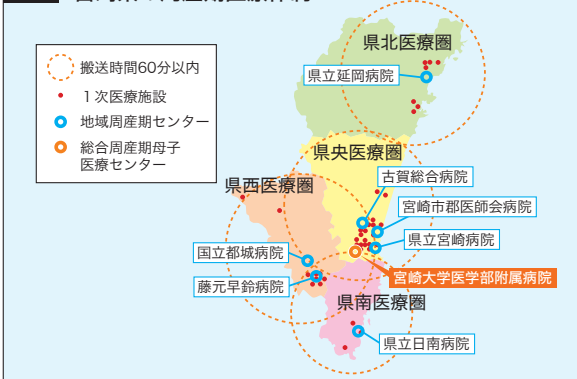 搬送時間60分以内
1次医療施設
地域周産期センター
総合周産期母子
医療センター
県北医療圏
県立延岡病院
県央医療圏
古賀総合病院
県西医療圏
宮崎市郡医師会病院
県立宮崎病院
国立都城病院
宮崎大学医学部附属病院
藤元早鈴病院
県南医療圏
県立日南病院